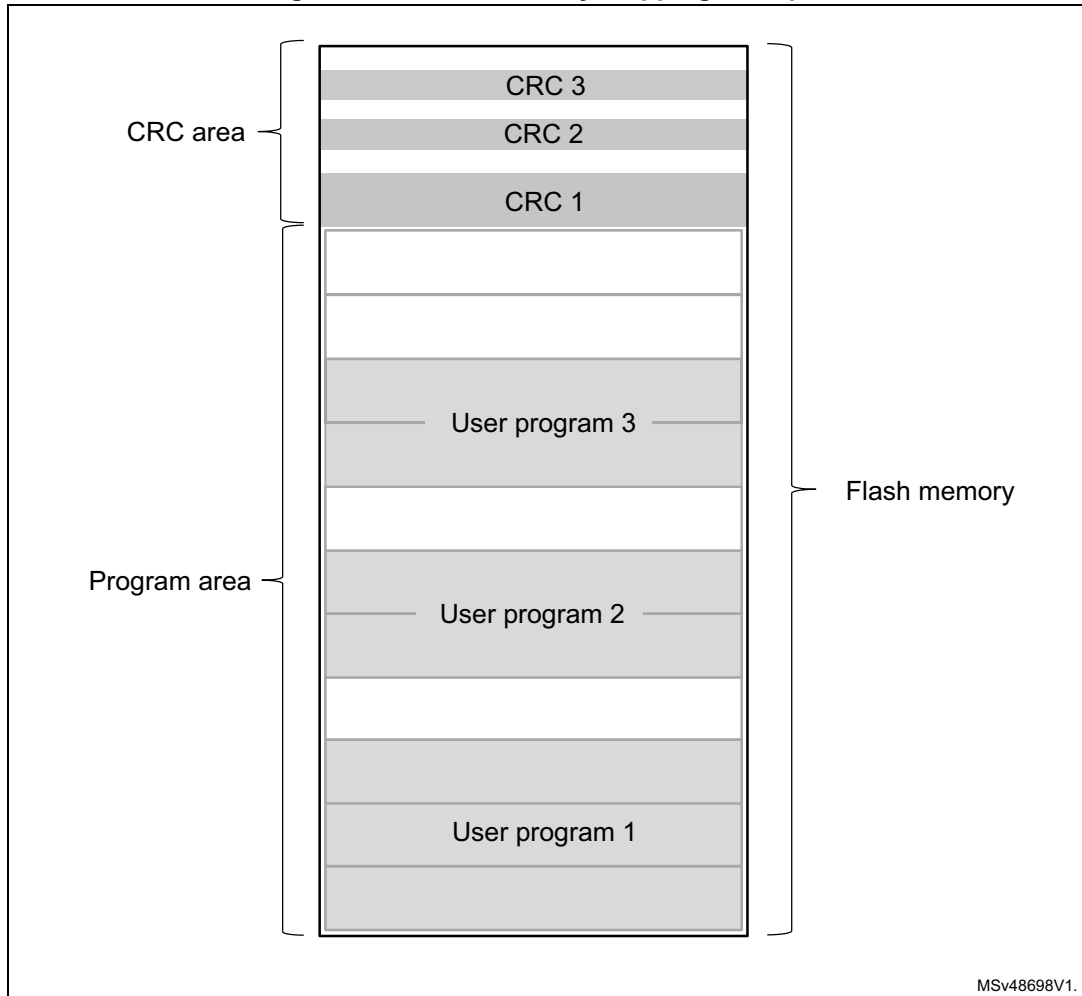 CRC 3
CRC area
CRC 2
CRC 1
User program 3
Flash memory
Program area
User program 2
User program 1
MSv48698V1.